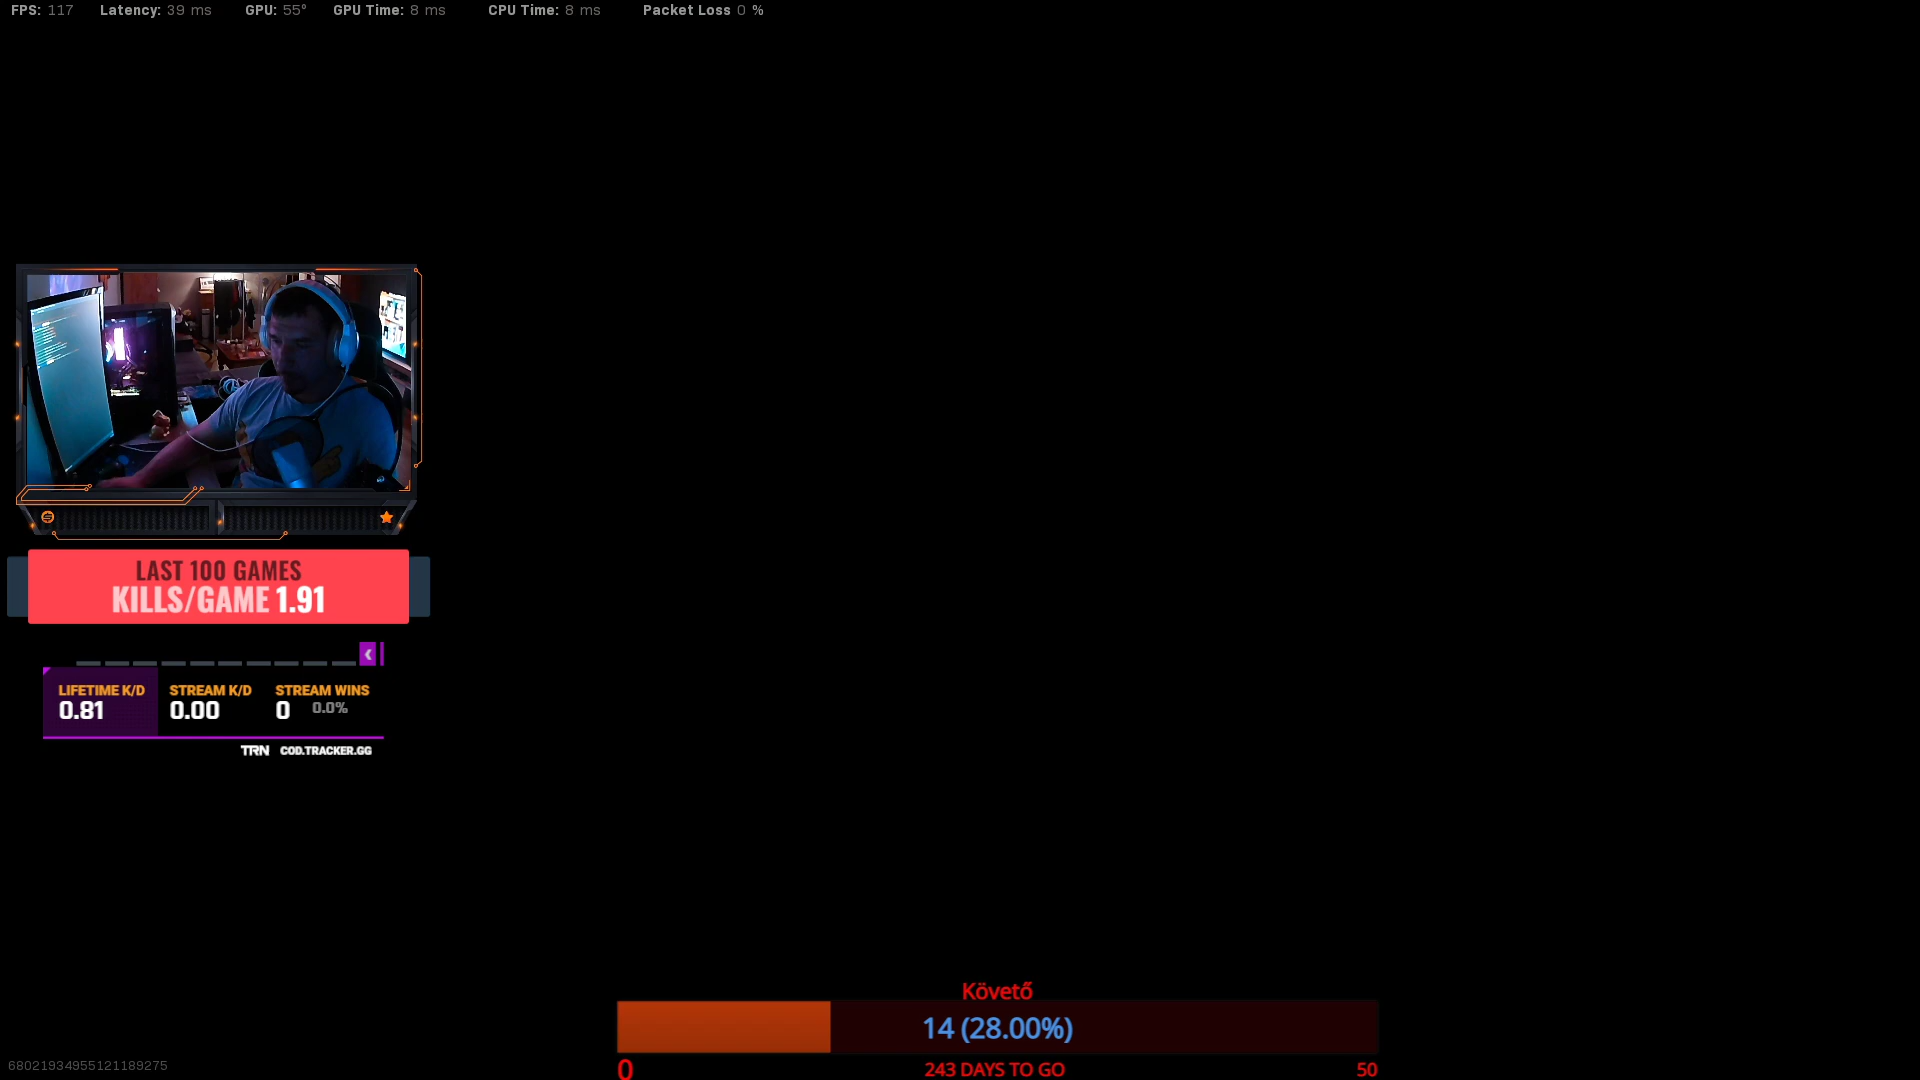 FPS: 117 Latency: 39 ms GPU: 55° GPU Time: 8 ms CPU Time: 8 ms Packet Loss 0 %
LAST 100 GAMES
KILLS/GAME 1.91
LIFETIME K/D STREAM K/D STREAM WINS
0.81 0.00 0 0.0%
TRN COD.TRACKER.GG
Követő
14 (28.00%)
0 243 DAYS TO GO 50
68021934955121189275